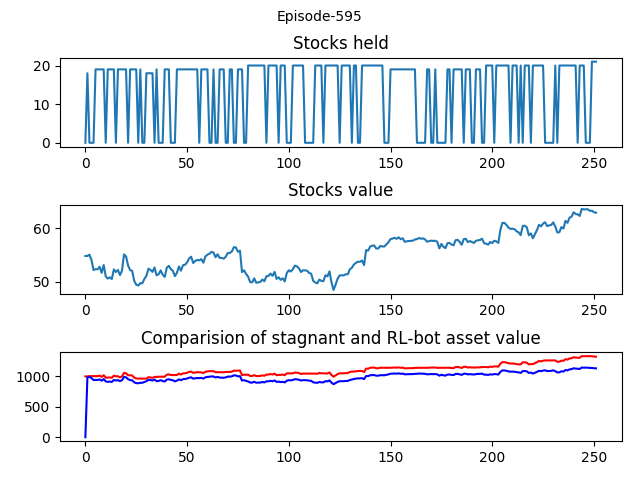 Episode-595
Stocks held
20
10
0
0 50 100 150 200 250
Stocks value
60
50
0 50 100 150 200 250
Comparision of stagnant and RL-bot asset value
1000
500
0
0 50 100 150 200 250